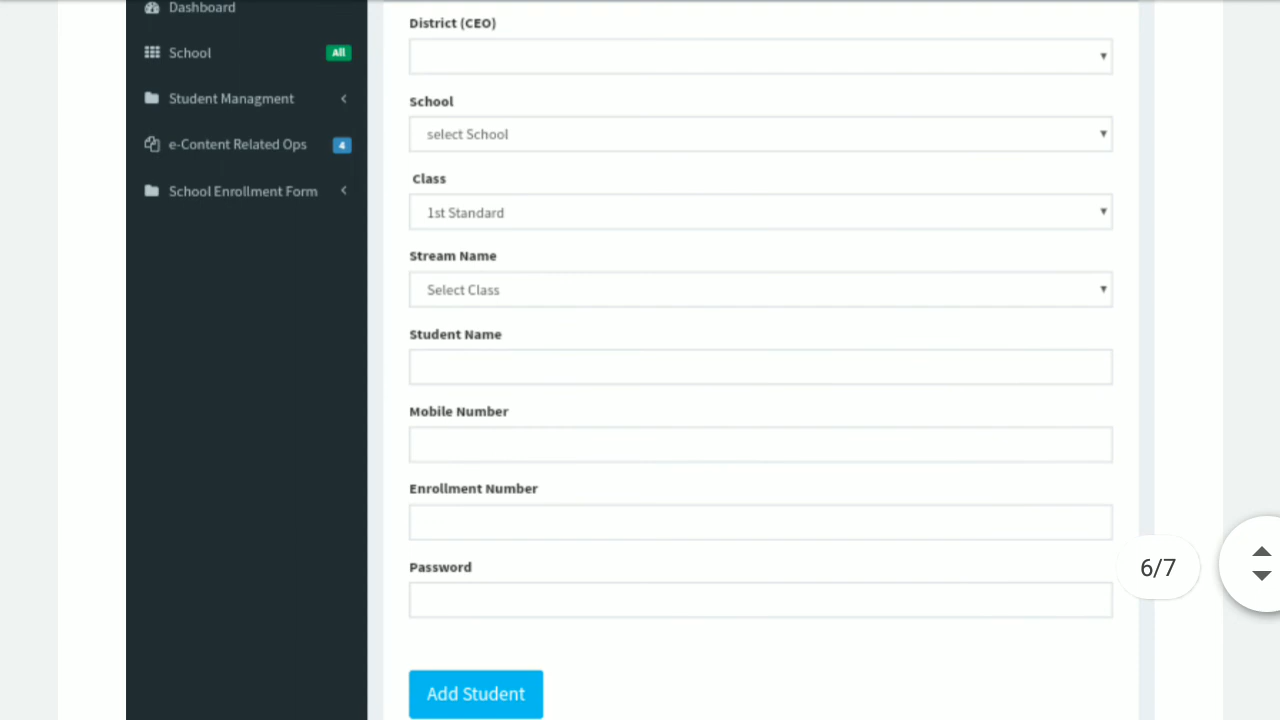 Dashboard
School All
Student Managment
e-Content Related Ops 4
School Enrollment Form
District (CEO)
School
select School
Class
1st Standard
Stream Name
Select Class
Student Name
Mobile Number
Enrollment Number
Password
Add Student
6/7